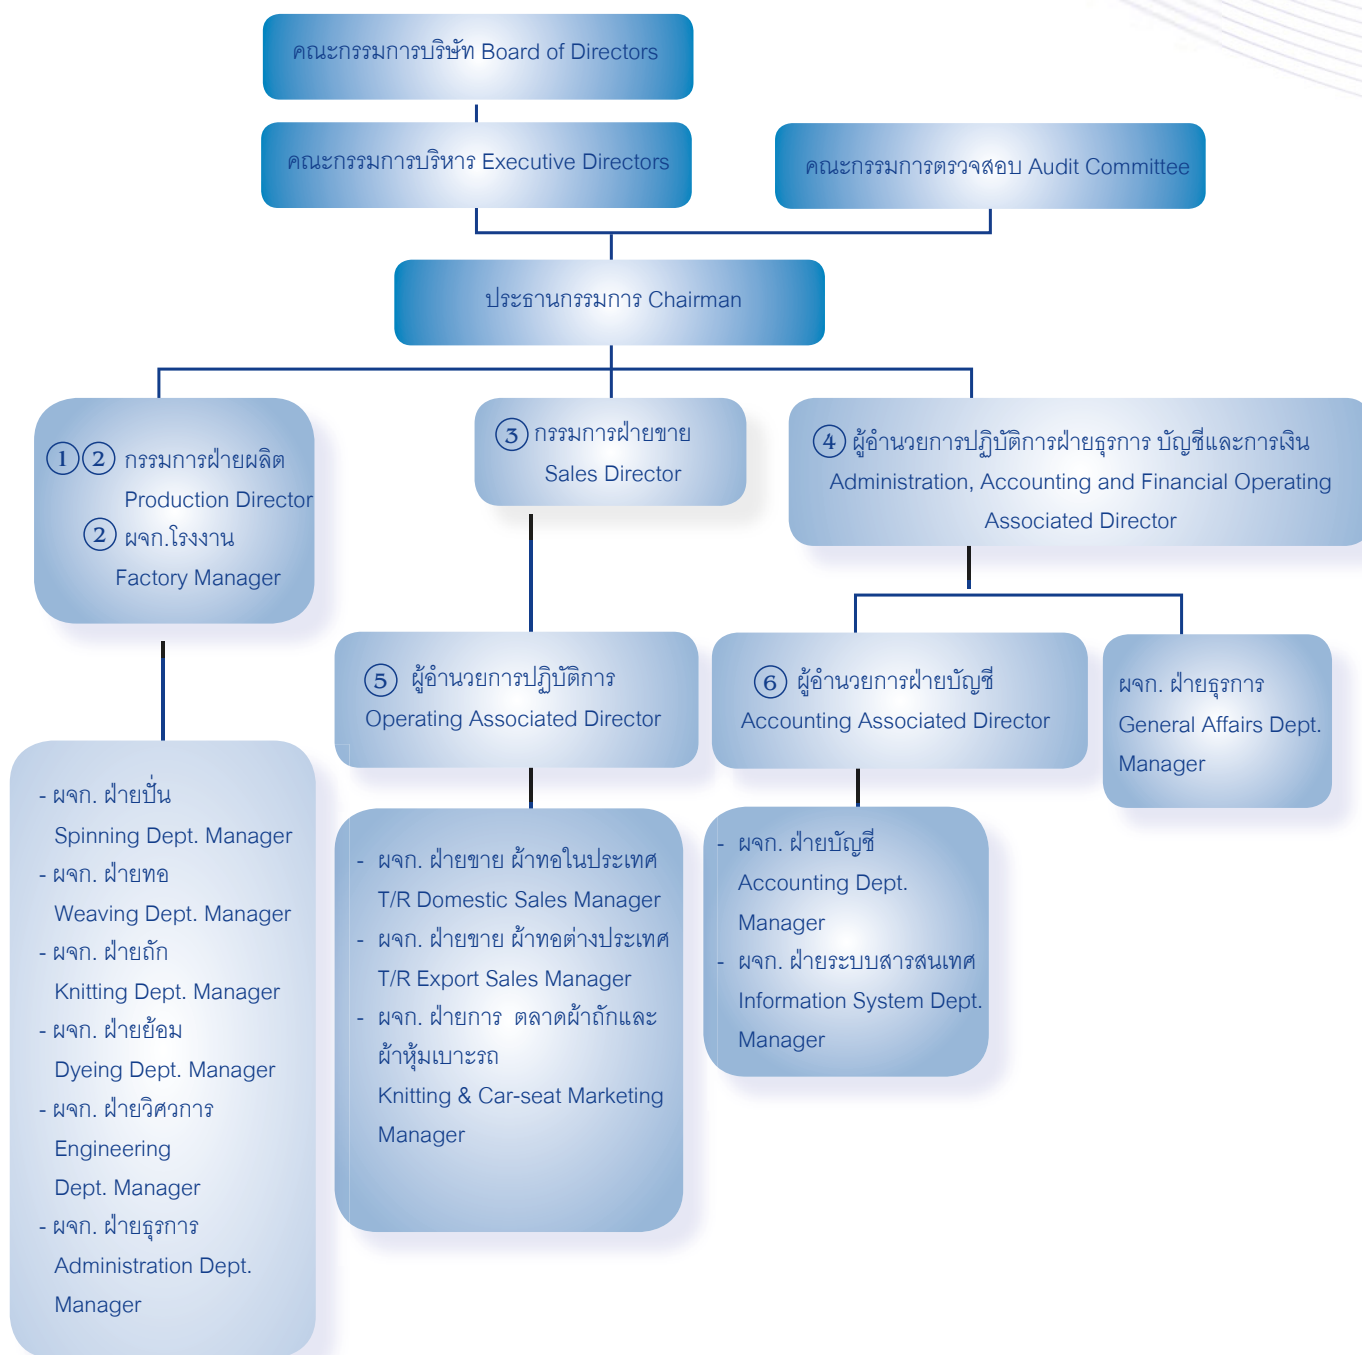 คณะกรรมการบริษัท Board of Directors
คณะกรรมการบริหาร Executive Directors
คณะกรรมการตรวจสอบ Audit Committee
ประธานกรรมการ Chairman
① ② กรรมการฝ่ายผลิต
Production Director
② ผจก.โรงงาน
Factory Manager
③ กรรมการฝ่ายขาย
Sales Director
④ ผู้อำนวยการปฏิบัติการฝ่ายธุรการ บัญชีและการเงิน
Administration, Accounting and Financial Operating
Associated Director
⑤ ผู้อำนวยการปฏิบัติการ
Operating Associated Director
⑥ ผู้อำนวยการฝ่ายบัญชี
Accounting Associated Director
ผจก. ฝ่ายธุรการ
General Affairs Dept.
Manager
- ผจก. ฝ่ายปั่น
Spinning Dept. Manager
- ผจก. ฝ่ายทอ
Weaving Dept. Manager
- ผจก. ฝ่ายถัก
Knitting Dept. Manager
- ผจก. ฝ่ายย้อม
Dyeing Dept. Manager
- ผจก. ฝ่ายวิศวการ
Engineering
Dept. Manager
- ผจก. ฝ่ายธุรการ
Administration Dept.
Manager
- ผจก. ฝ่ายขาย ผ้าทอในประเทศ
T/R Domestic Sales Manager
- ผจก. ฝ่ายขาย ผ้าทอต่างประเทศ
T/R Export Sales Manager
- ผจก. ฝ่ายการ ตลาดผ้าถักและ
ผ้าหุ้มเบาะรถ
Knitting & Car-seat Marketing
Manager
- ผจก. ฝ่ายบัญชี
Accounting Dept.
Manager
- ผจก. ฝ่ายระบบสารสนเทศ
Information System Dept.
Manager